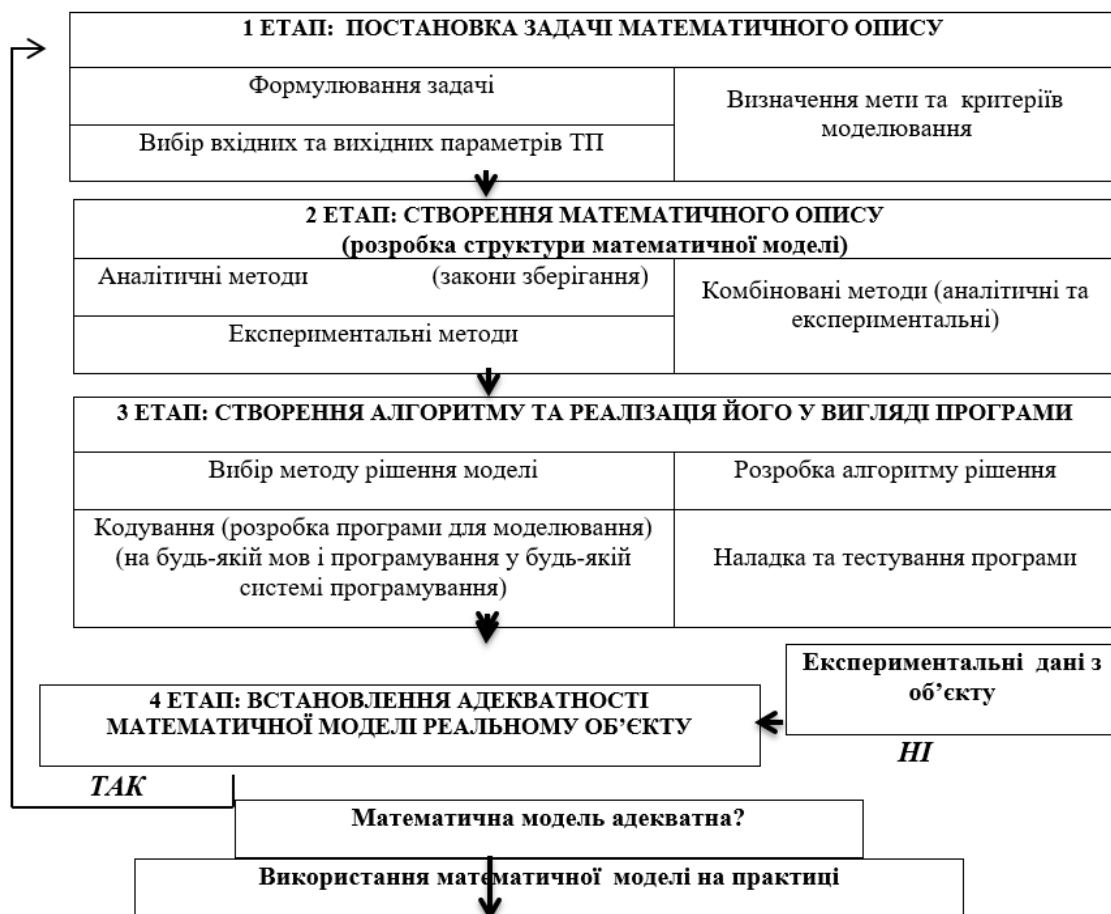 1 ЕТАП: ПОСТАНОВКА ЗАДАЧІ МАТЕМАТИЧНОГО ОПИСУ
Формулювання задачі
Вибір вхідних та вихідних параметрів ТП
Визначення мети та критеріїв
моделювання
2 ЕТАП: СТВОРЕННЯ МАТЕМАТИЧНОГО ОПИСУ
(розробка структури математичної моделі)
Аналітичні методи (закони зберігання)
Експериментальні методи
Комбіновані методи (аналітичні та
експериментальні)
3 ЕТАП: СТВОРЕННЯ АЛГОРИТМУ ТА РЕАЛІЗАЦІЯ ЙОГО У ВИГЛЯДІ ПРОГРАМИ
Вибір методу рішення моделі
Розробка алгоритму рішення
Кодування (розробка програми для моделювання)
(на будь-якій мов і програмування у будь-якій
системі програмування)
Наладка та тестування програми
Експериментальні дані з
об’єкту
4 ЕТАП: ВСТАНОВЛЕННЯ АДЕКВАТНОСТІ
МАТЕМАТИЧНОЇ МОДЕЛІ РЕАЛЬНОМУ ОБ’ЄКТУ
НІ
ТАК
Математична модель адекватна?
Використання математичної моделі на практиці